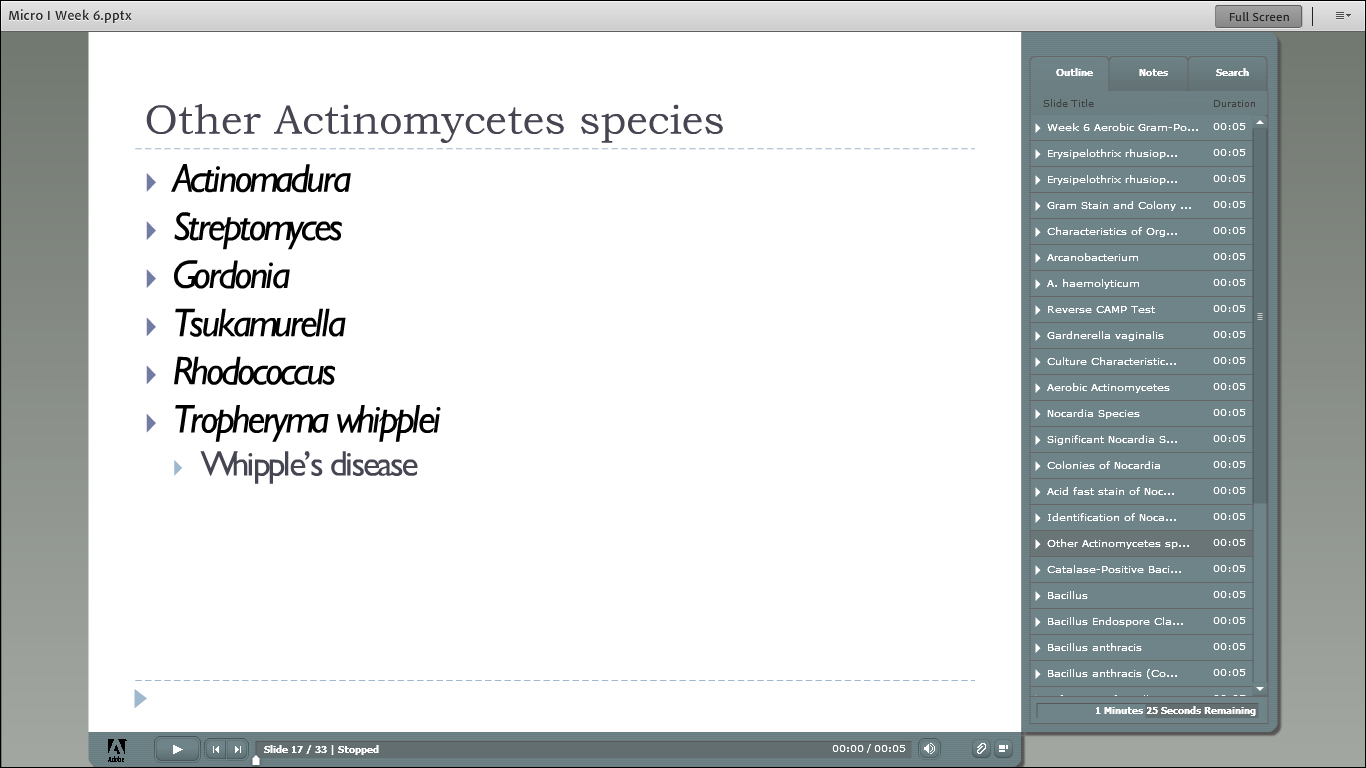 Micro I Week 6.pptx
Full Screen
Other Actinomycetes species
Actinomadura
Streptomyces
Gordonia
Tsukamurella
Rhodococcus
Tropheryma whipplei
Whipple's disease
Outline Notes Search
Slide Title Duration
Week 6 Aerobic Gram-Po... 00:05
Erysipelothrix rhusiop... 00:05
Erysipelothrix rhusiop... 00:05
Gram Stain and Colony ... 00:05
Characteristics of Org... 00:05
Arcanobacterium 00:05
A. haemolyticum 00:05
Reverse CAMP Test 00:05
Gardnerella vaginalis 00:05
Culture Characteristic... 00:05
Aerobic Actinomycetes 00:05
Nocardia Species 00:05
Significant Nocardia S... 00:05
Colonies of Nocardia 00:05
Acid fast stain of Noc... 00:05
Identification of Noca... 00:05
Other Actinomycetes sp... 00:05
Catalase-Positive Baci... 00:05
Bacillus 00:05
Bacillus Endospore Cla... 00:05
Bacillus anthracis 00:05
Bacillus anthracis (Co... 00:05
1 Minutes 25 Seconds Remaining
Adobe
Slide 17 / 33 | Stopped
00:00 / 00:05